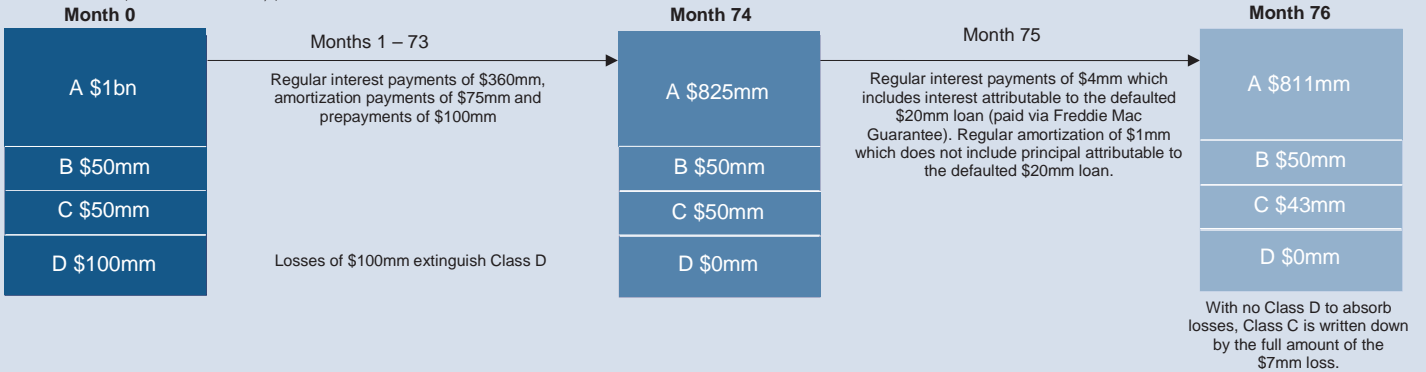 Month 0
Month 74
Month 76
Months 1 – 73
Month 75
A $1bn
Regular interest payments of $360mm,
amortization payments of $75mm and
prepayments of $100mm
A $825mm
Regular interest payments of $4mm which
includes interest attributable to the defaulted
$20mm loan (paid via Freddie Mac
Guarantee). Regular amortization of $1mm
which does not include principal attributable to
the defaulted $20mm loan.
A $811mm
B $50mm
B $50mm
B $50mm
C $50mm
C $50mm
C $43mm
D $100mm
Losses of $100mm extinguish Class D
D $0mm
D $0mm
With no Class D to absorb
losses, Class C is written down
by the full amount of the
$7mm loss.